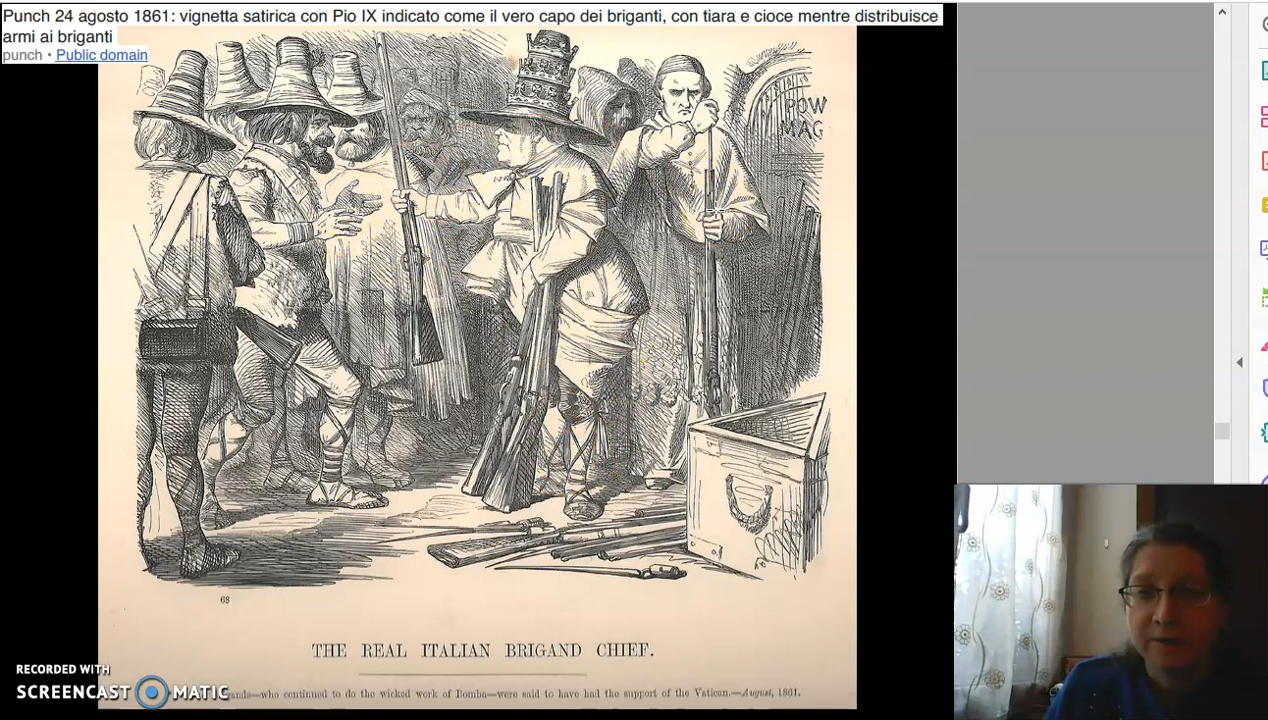 Punch 24 agosto 1861: vignetta satirica con Pio IX indicato come il vero capo dei briganti, con tiara e cioce mentre distribuisce
armi ai briganti
punch • Public domain
POW
MAG
68
THE REAL ITALIAN BRIGAND CHIEF.
ands—who continued to do the wicked work of Bomba—were said to have had the support of the Vatican.—August, 1861.
RECORDED WITH
SCREENCAST MATIC